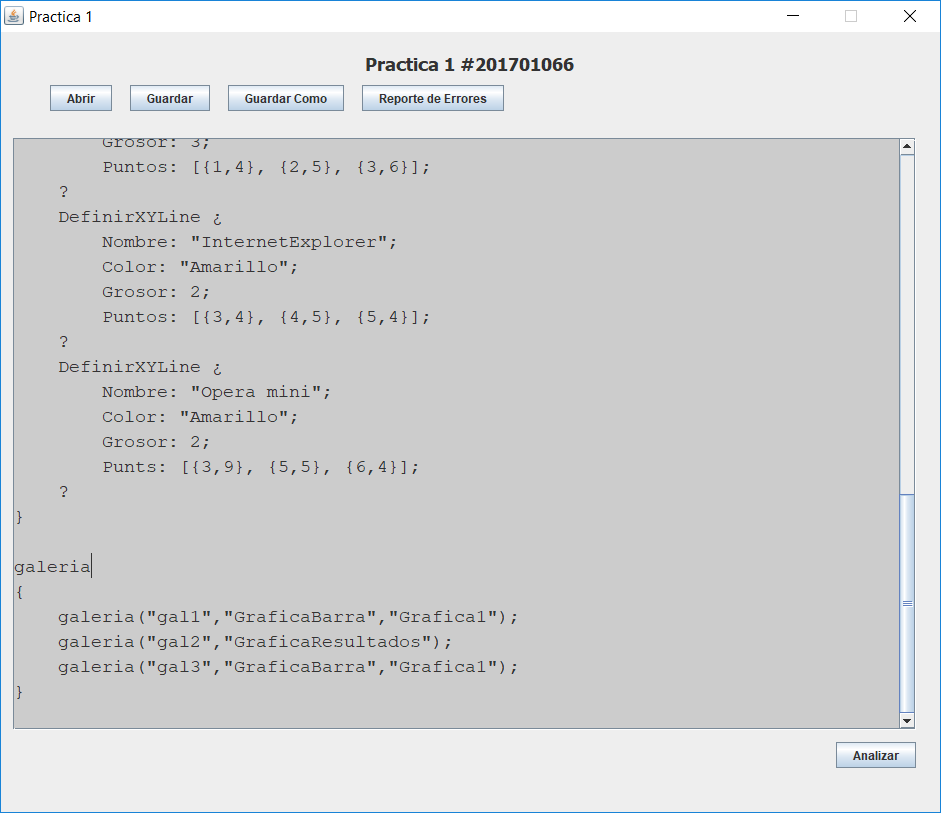 Practica 1
Practica 1 #201701066
Abrir Guardar Guardar Como Reporte de Errores
Grosor: 3;
Puntos: [{1,4}, {2,5}, {3,6}];
?
DefinirXYLine ¿
Nombre: "InternetExplorer";
Color: "Amarillo";
Grosor: 2;
Puntos: [{3,4}, {4,5}, {5,4}];
?
DefinirXYLine ¿
Nombre: "Opera mini";
Color: "Amarillo";
Grosor: 2;
Punts: [{3,9}, {5,5}, {6,4}];
?
}
galeria
{
galeria("gal1","GraficaBarra","Grafica1");
galeria("gal2","GraficaResultados");
galeria("gal3","GraficaBarra","Grafica1");
}
Analizar